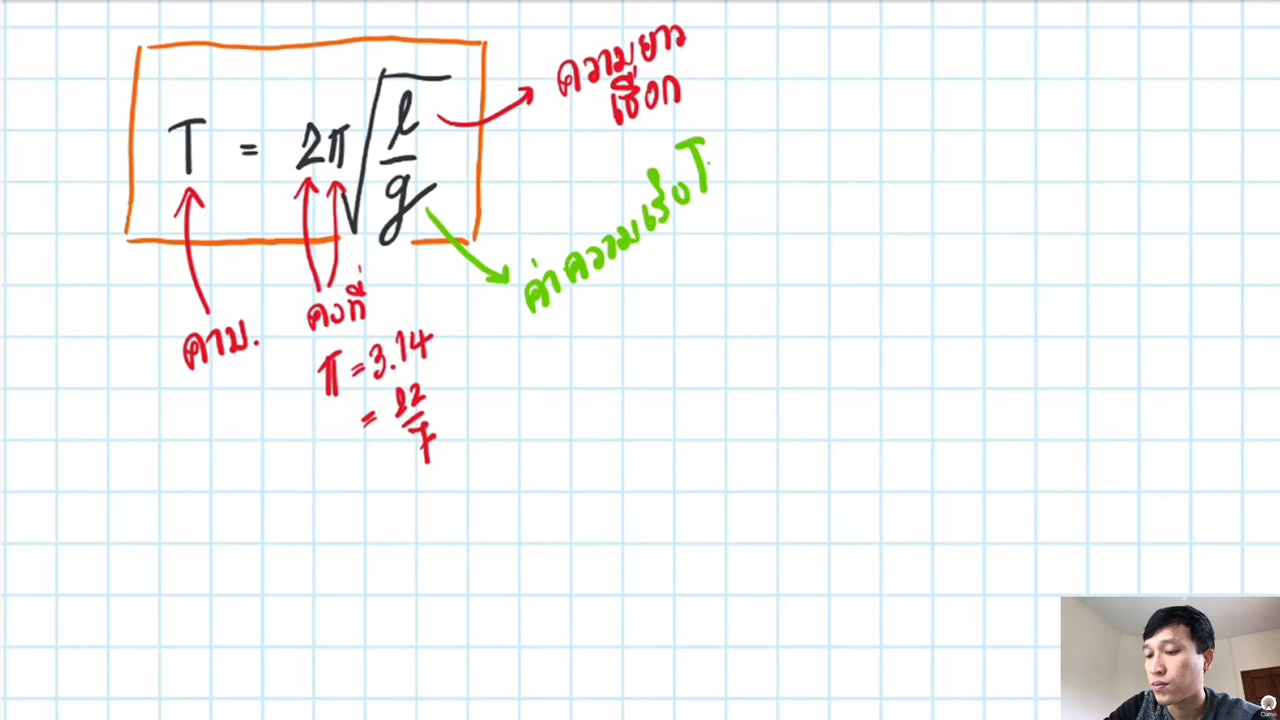 T = 2π√(l/g)
ความยาว
เชือก
ค่าความเร่ง T
คาบ.
คงที่
π = 3.14
= 22/7
Camo